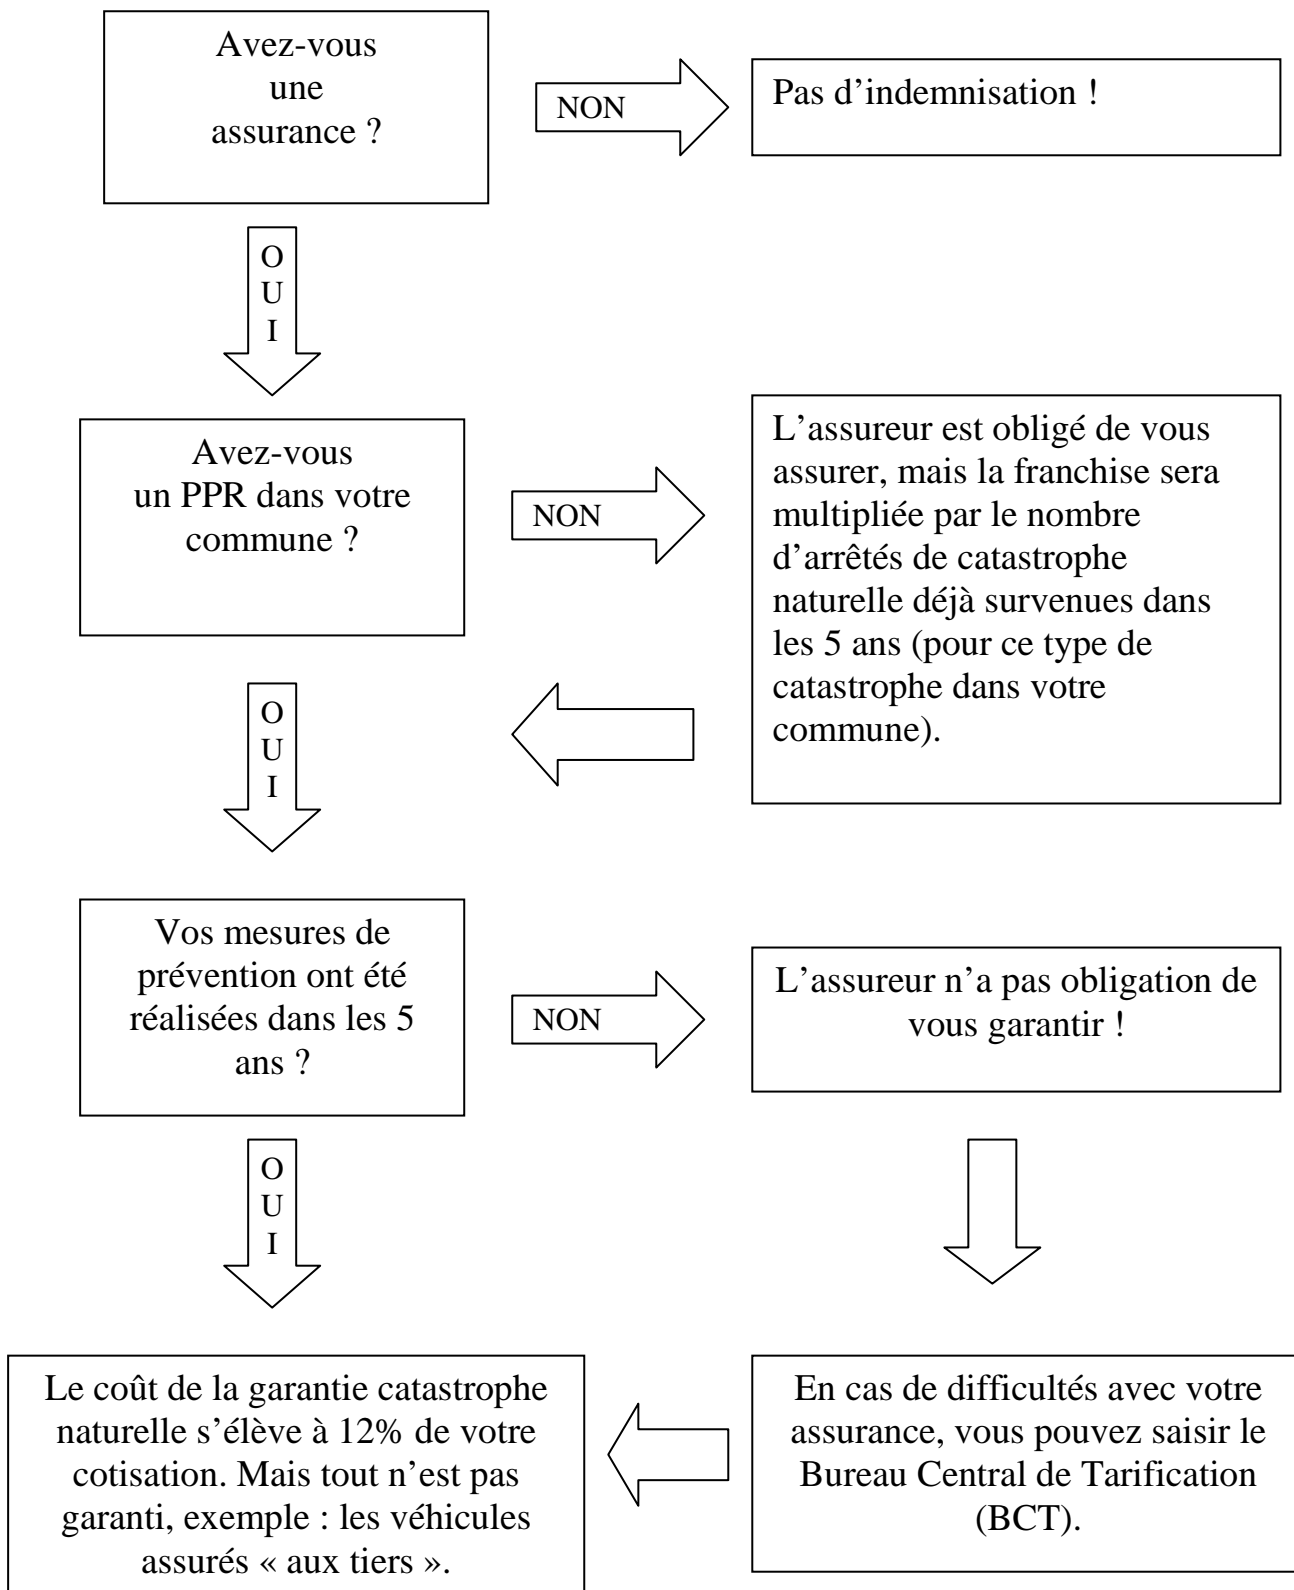 Avez-vous
une
assurance ?
NON
Pas d’indemnisation !
O
U
I
Avez-vous
un PPR dans votre
commune ?
NON
L’assureur est obligé de vous
assurer, mais la franchise sera
multipliée par le nombre
d’arrêtés de catastrophe
naturelle déjà survenues dans
les 5 ans (pour ce type de
catastrophe dans votre
commune).
O
U
I
Vos mesures de
prévention ont été
réalisées dans les 5
ans ?
NON
L’assureur n’a pas obligation de
vous garantir !
O
U
I
Le coût de la garantie catastrophe
naturelle s’élève à 12% de votre
cotisation. Mais tout n’est pas
garanti, exemple : les véhicules
assurés « aux tiers ».
En cas de difficultés avec votre
assurance, vous pouvez saisir le
Bureau Central de Tarification
(BCT).